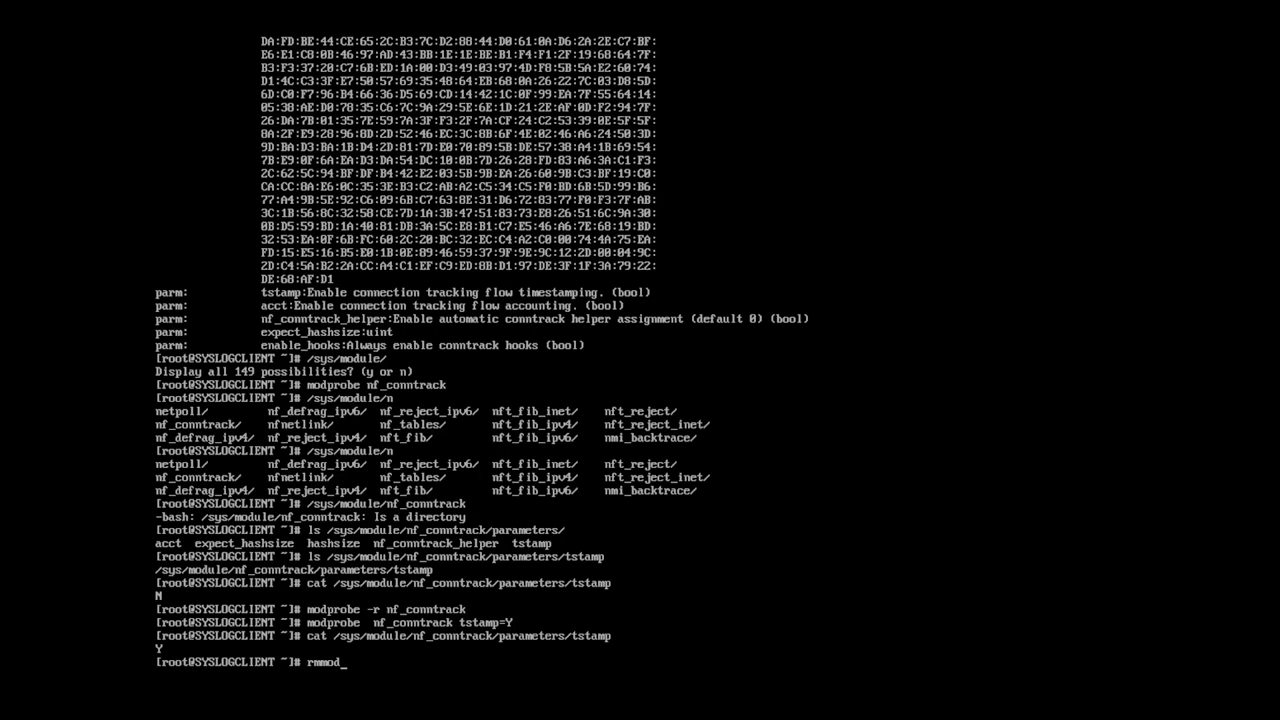 DA:FD:BE:44:CE:65:2C:B3:7C:D2:88:44:D0:61:0A:D6:2A:2E:C7:BF:
E6:E1:C8:0B:46:97:AD:43:BB:1E:1E:BE:B1:F4:F1:2F:19:68:64:7F:
B3:F3:37:20:C7:6B:ED:1A:00:D3:49:03:97:4D:F8:5B:5A:E2:60:74:
D1:4C:C3:3F:E7:50:57:69:35:48:64:EB:68:0A:26:22:7C:03:D8:5D:
6D:C0:F7:96:B4:66:36:D5:69:CD:14:42:1C:0F:99:EA:7F:55:64:14:
05:38:AE:D0:78:35:C6:7C:9A:29:5E:6E:1D:21:2E:AF:0D:F2:94:7F:
26:DA:7B:01:35:7E:59:7A:3F:F3:2F:7A:CF:24:C2:53:39:0E:5F:5F:
8A:2F:E9:28:96:8D:2D:52:46:EC:3C:8B:6F:4E:02:46:A6:24:50:3D:
9D:BA:D3:BA:1B:D4:2D:81:7D:E0:70:89:5B:DE:57:38:A4:1B:69:54:
7B:E9:0F:6A:EA:D3:DA:54:DC:10:0B:7D:26:28:FD:83:A6:3A:C1:F3:
2C:62:5C:94:BF:DF:B4:42:E2:03:5B:9B:EA:26:60:9B:C3:BF:19:C0:
CA:CC:8A:E6:0C:35:3E:B3:C2:AB:A2:C5:34:C5:F0:BD:6B:5D:99:B6:
77:A4:9B:5E:92:C6:09:6B:C7:63:8E:31:D6:72:83:77:F0:F3:7F:AB:
3C:1B:56:8C:32:58:CE:7D:1A:3B:47:51:83:73:E8:26:51:6C:9A:30:
0B:D5:59:BD:1A:40:81:DB:3A:5C:E8:B1:C7:E5:46:A6:7E:68:19:BD:
32:53:EA:0F:6B:FC:60:2C:20:BC:32:EC:C4:A2:C0:00:74:4A:75:EA:
FD:15:E5:16:B5:E0:1B:0E:89:46:59:37:9F:9E:9C:12:2D:00:04:9C:
2D:C4:5A:B2:2A:CC:A4:C1:EF:C9:ED:8B:D1:97:DE:3F:1F:3A:79:22:
DE:68:AF:D1
parm: tstamp:Enable connection tracking flow timestamping. (bool)
parm: acct:Enable connection tracking flow accounting. (bool)
parm: nf_conntrack_helper:Enable automatic conntrack helper assignment (default 0) (bool)
parm: expect_hashsize:uint
parm: enable_hooks:Always enable conntrack hooks (bool)
[root@SYSLOGCLIENT ~]# /sys/module/
Display all 149 possibilities? (y or n)
[root@SYSLOGCLIENT ~]# modprobe nf_conntrack
[root@SYSLOGCLIENT ~]# /sys/module/n
netpoll/ nf_defrag_ipv6/ nf_reject_ipv6/ nft_fib_inet/ nft_reject/
nf_conntrack/ nfnetlink/ nf_tables/ nft_fib_ipv4/ nft_reject_inet/
nf_defrag_ipv4/ nf_reject_ipv4/ nft_fib/ nft_fib_ipv6/ nmi_backtrace/
[root@SYSLOGCLIENT ~]# /sys/module/n
netpoll/ nf_defrag_ipv6/ nf_reject_ipv6/ nft_fib_inet/ nft_reject/
nf_conntrack/ nfnetlink/ nf_tables/ nft_fib_ipv4/ nft_reject_inet/
nf_defrag_ipv4/ nf_reject_ipv4/ nft_fib/ nft_fib_ipv6/ nmi_backtrace/
[root@SYSLOGCLIENT ~]# /sys/module/nf_conntrack
-bash: /sys/module/nf_conntrack: Is a directory
[root@SYSLOGCLIENT ~]# ls /sys/module/nf_conntrack/parameters/
acct expect_hashsize hashsize nf_conntrack_helper tstamp
[root@SYSLOGCLIENT ~]# ls /sys/module/nf_conntrack/parameters/tstamp
/sys/module/nf_conntrack/parameters/tstamp
[root@SYSLOGCLIENT ~]# cat /sys/module/nf_conntrack/parameters/tstamp
N
[root@SYSLOGCLIENT ~]# modprobe -r nf_conntrack
[root@SYSLOGCLIENT ~]# modprobe  nf_conntrack tstamp=Y
[root@SYSLOGCLIENT ~]# cat /sys/module/nf_conntrack/parameters/tstamp
Y
[root@SYSLOGCLIENT ~]# rmmod_